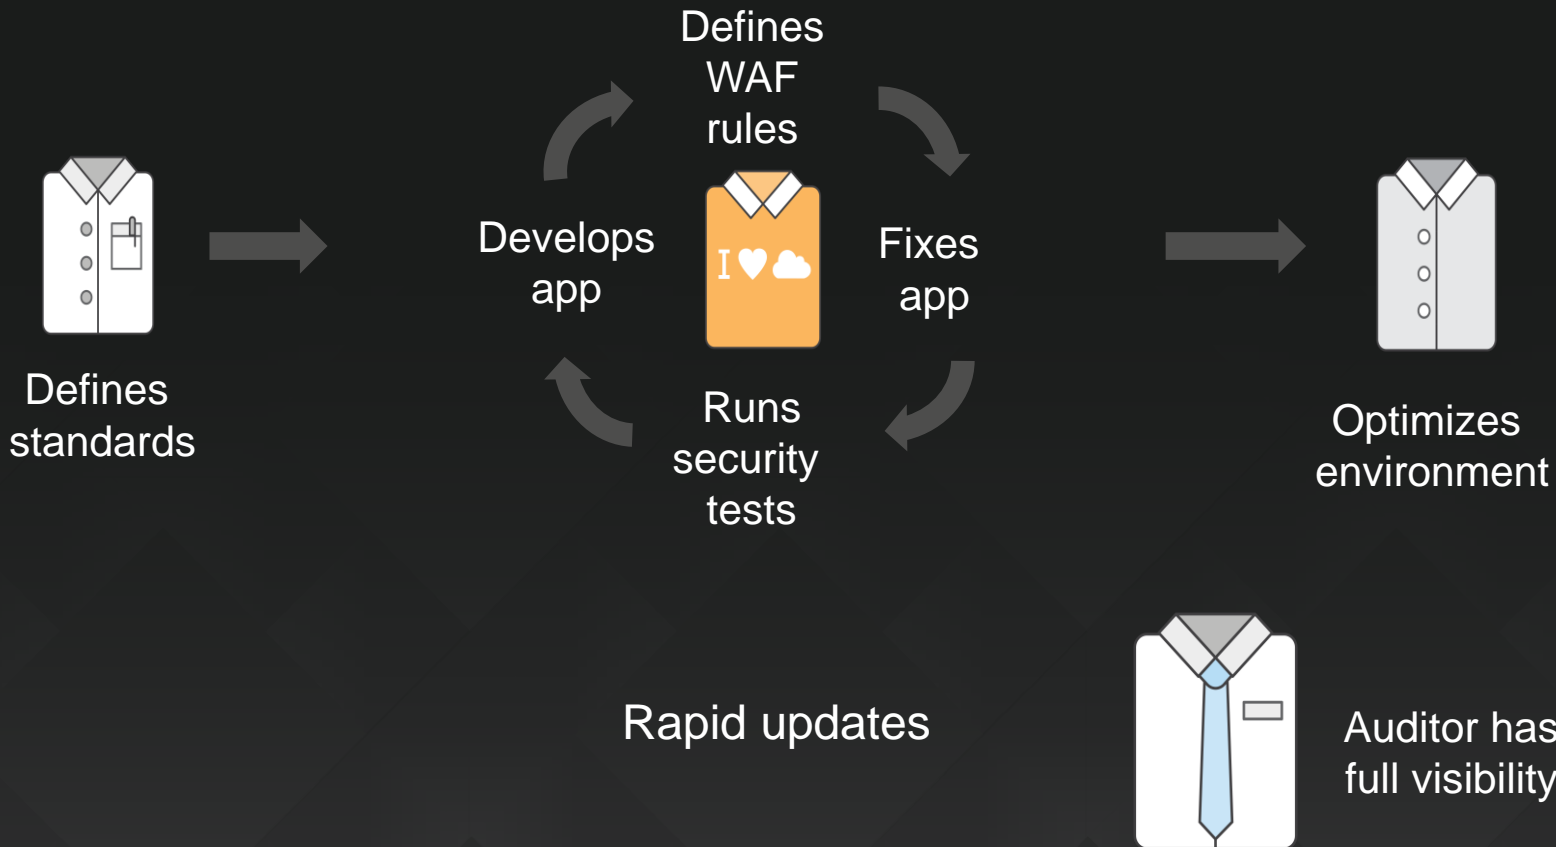 Defines
standards
Develops
app
Defines
WAF
rules
I
Fixes
app
Runs
security
tests
Optimizes
environment
Rapid updates
Auditor has
full visibility